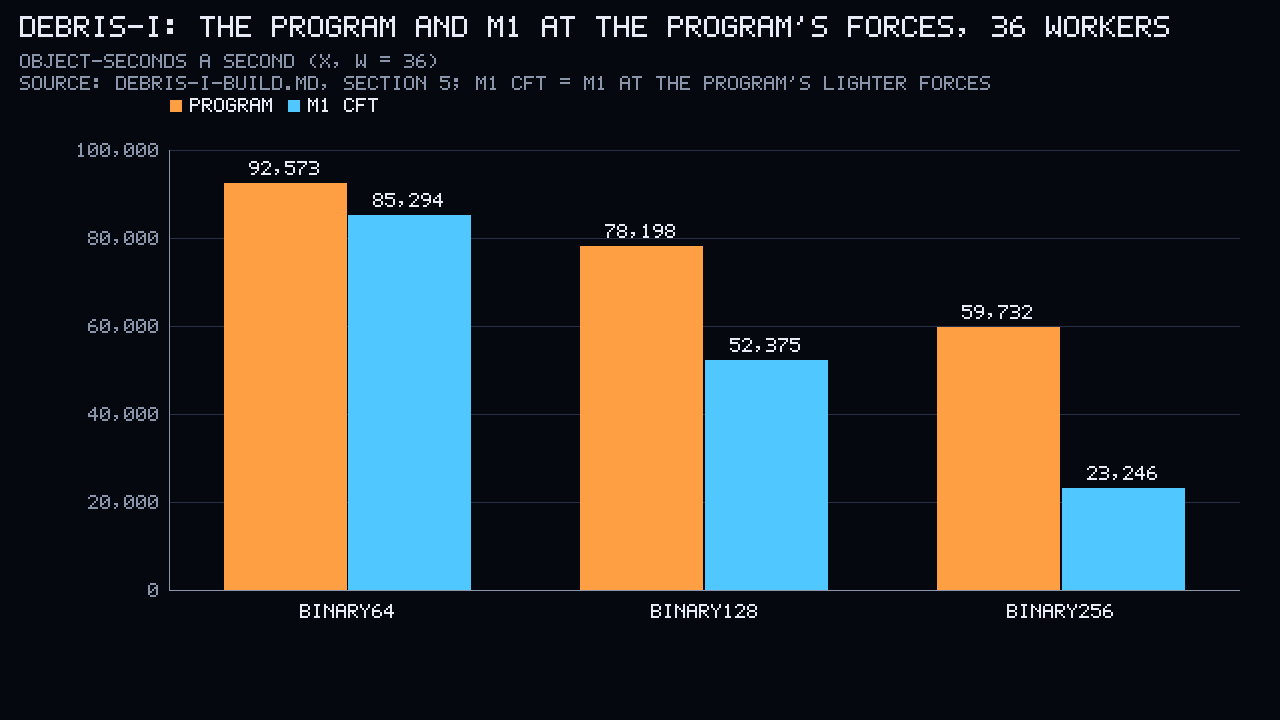 DEBRIS-I: THE PROGRAM AND M1 AT THE PROGRAM'S FORCES, 36 WORKERS
OBJECT-SECONDS A SECOND (X, W = 36)
SOURCE: DEBRIS-I-BUILD.MD, SECTION 5; M1 CFT = M1 AT THE PROGRAM'S LIGHTER FORCES
PROGRAM M1 CFT
100,000
92,573
85,294
80,000
78,198
60,000
59,732
52,375
40,000
23,246
20,000
0
BINARY64 BINARY128 BINARY256